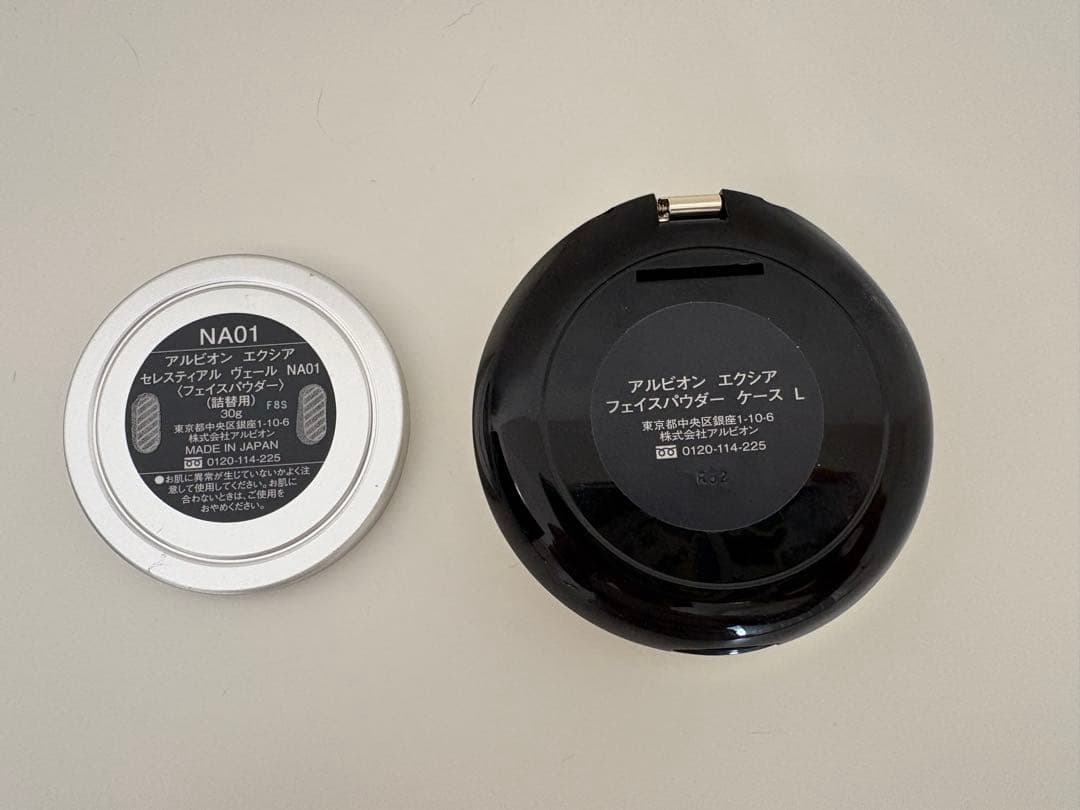 NA01
アルビオン エクシア
セレスティアル ヴェール NA01
〈フェイスパウダー〉
(詰替用) F8S
30g
東京都中央区銀座1-10-6
株式会社アルビオン
MADE IN JAPAN
0120-114-225
●お肌に異常が生じていないかよく注
意して使用してください。お肌に
合わないときは、ご使用を
おやめください。
アルビオン エクシア
フェイスパウダー ケース L
東京都中央区銀座1-10-6
株式会社アルビオン
0120-114-225